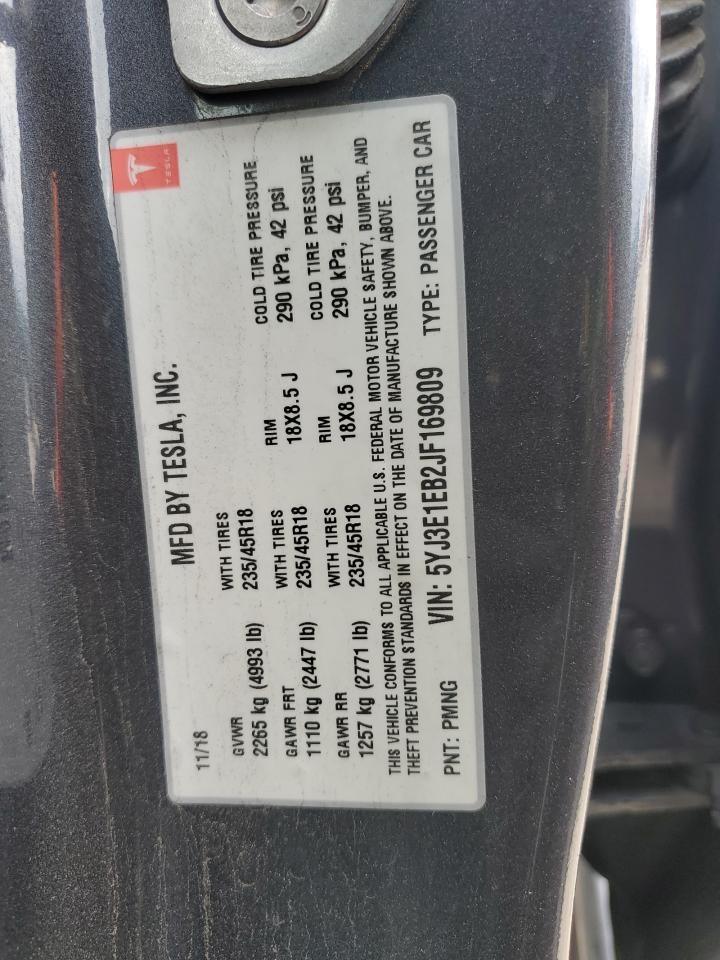 TESLA
MFD BY TESLA, INC.
11/18
GVWR
2265 kg (4993 lb)
WITH TIRES
235/45R18
COLD TIRE PRESSURE
290 kPa, 42 psi
GAWR FRT
1110 kg (2447 lb)
WITH TIRES
235/45R18
RIM
18X8.5 J
COLD TIRE PRESSURE
290 kPa, 42 psi
GAWR RR
1257 kg (2771 lb)
WITH TIRES
235/45R18
RIM
18X8.5 J
THIS VEHICLE CONFORMS TO ALL APPLICABLE U.S. FEDERAL MOTOR VEHICLE SAFETY, BUMPER, AND
THEFT PREVENTION STANDARDS IN EFFECT ON THE DATE OF MANUFACTURE SHOWN ABOVE.
PNT: PMNG VIN: 5YJ3E1EB2JF169809 TYPE: PASSENGER CAR